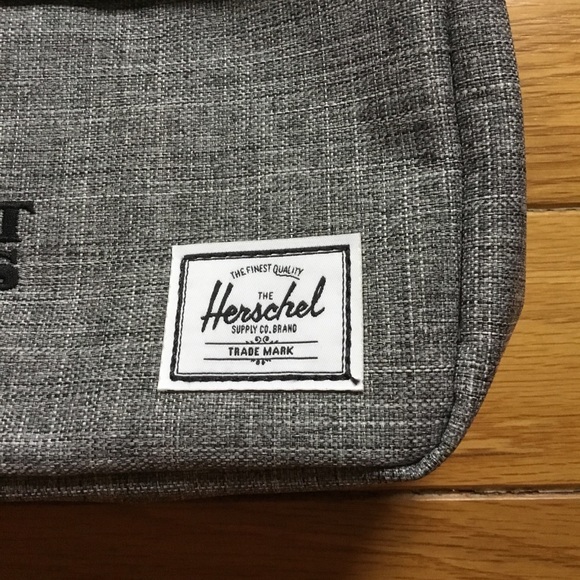 THE FINEST QUALITY
THE
Herschel
SUPPLY CO. BRAND
TRADE MARK
T